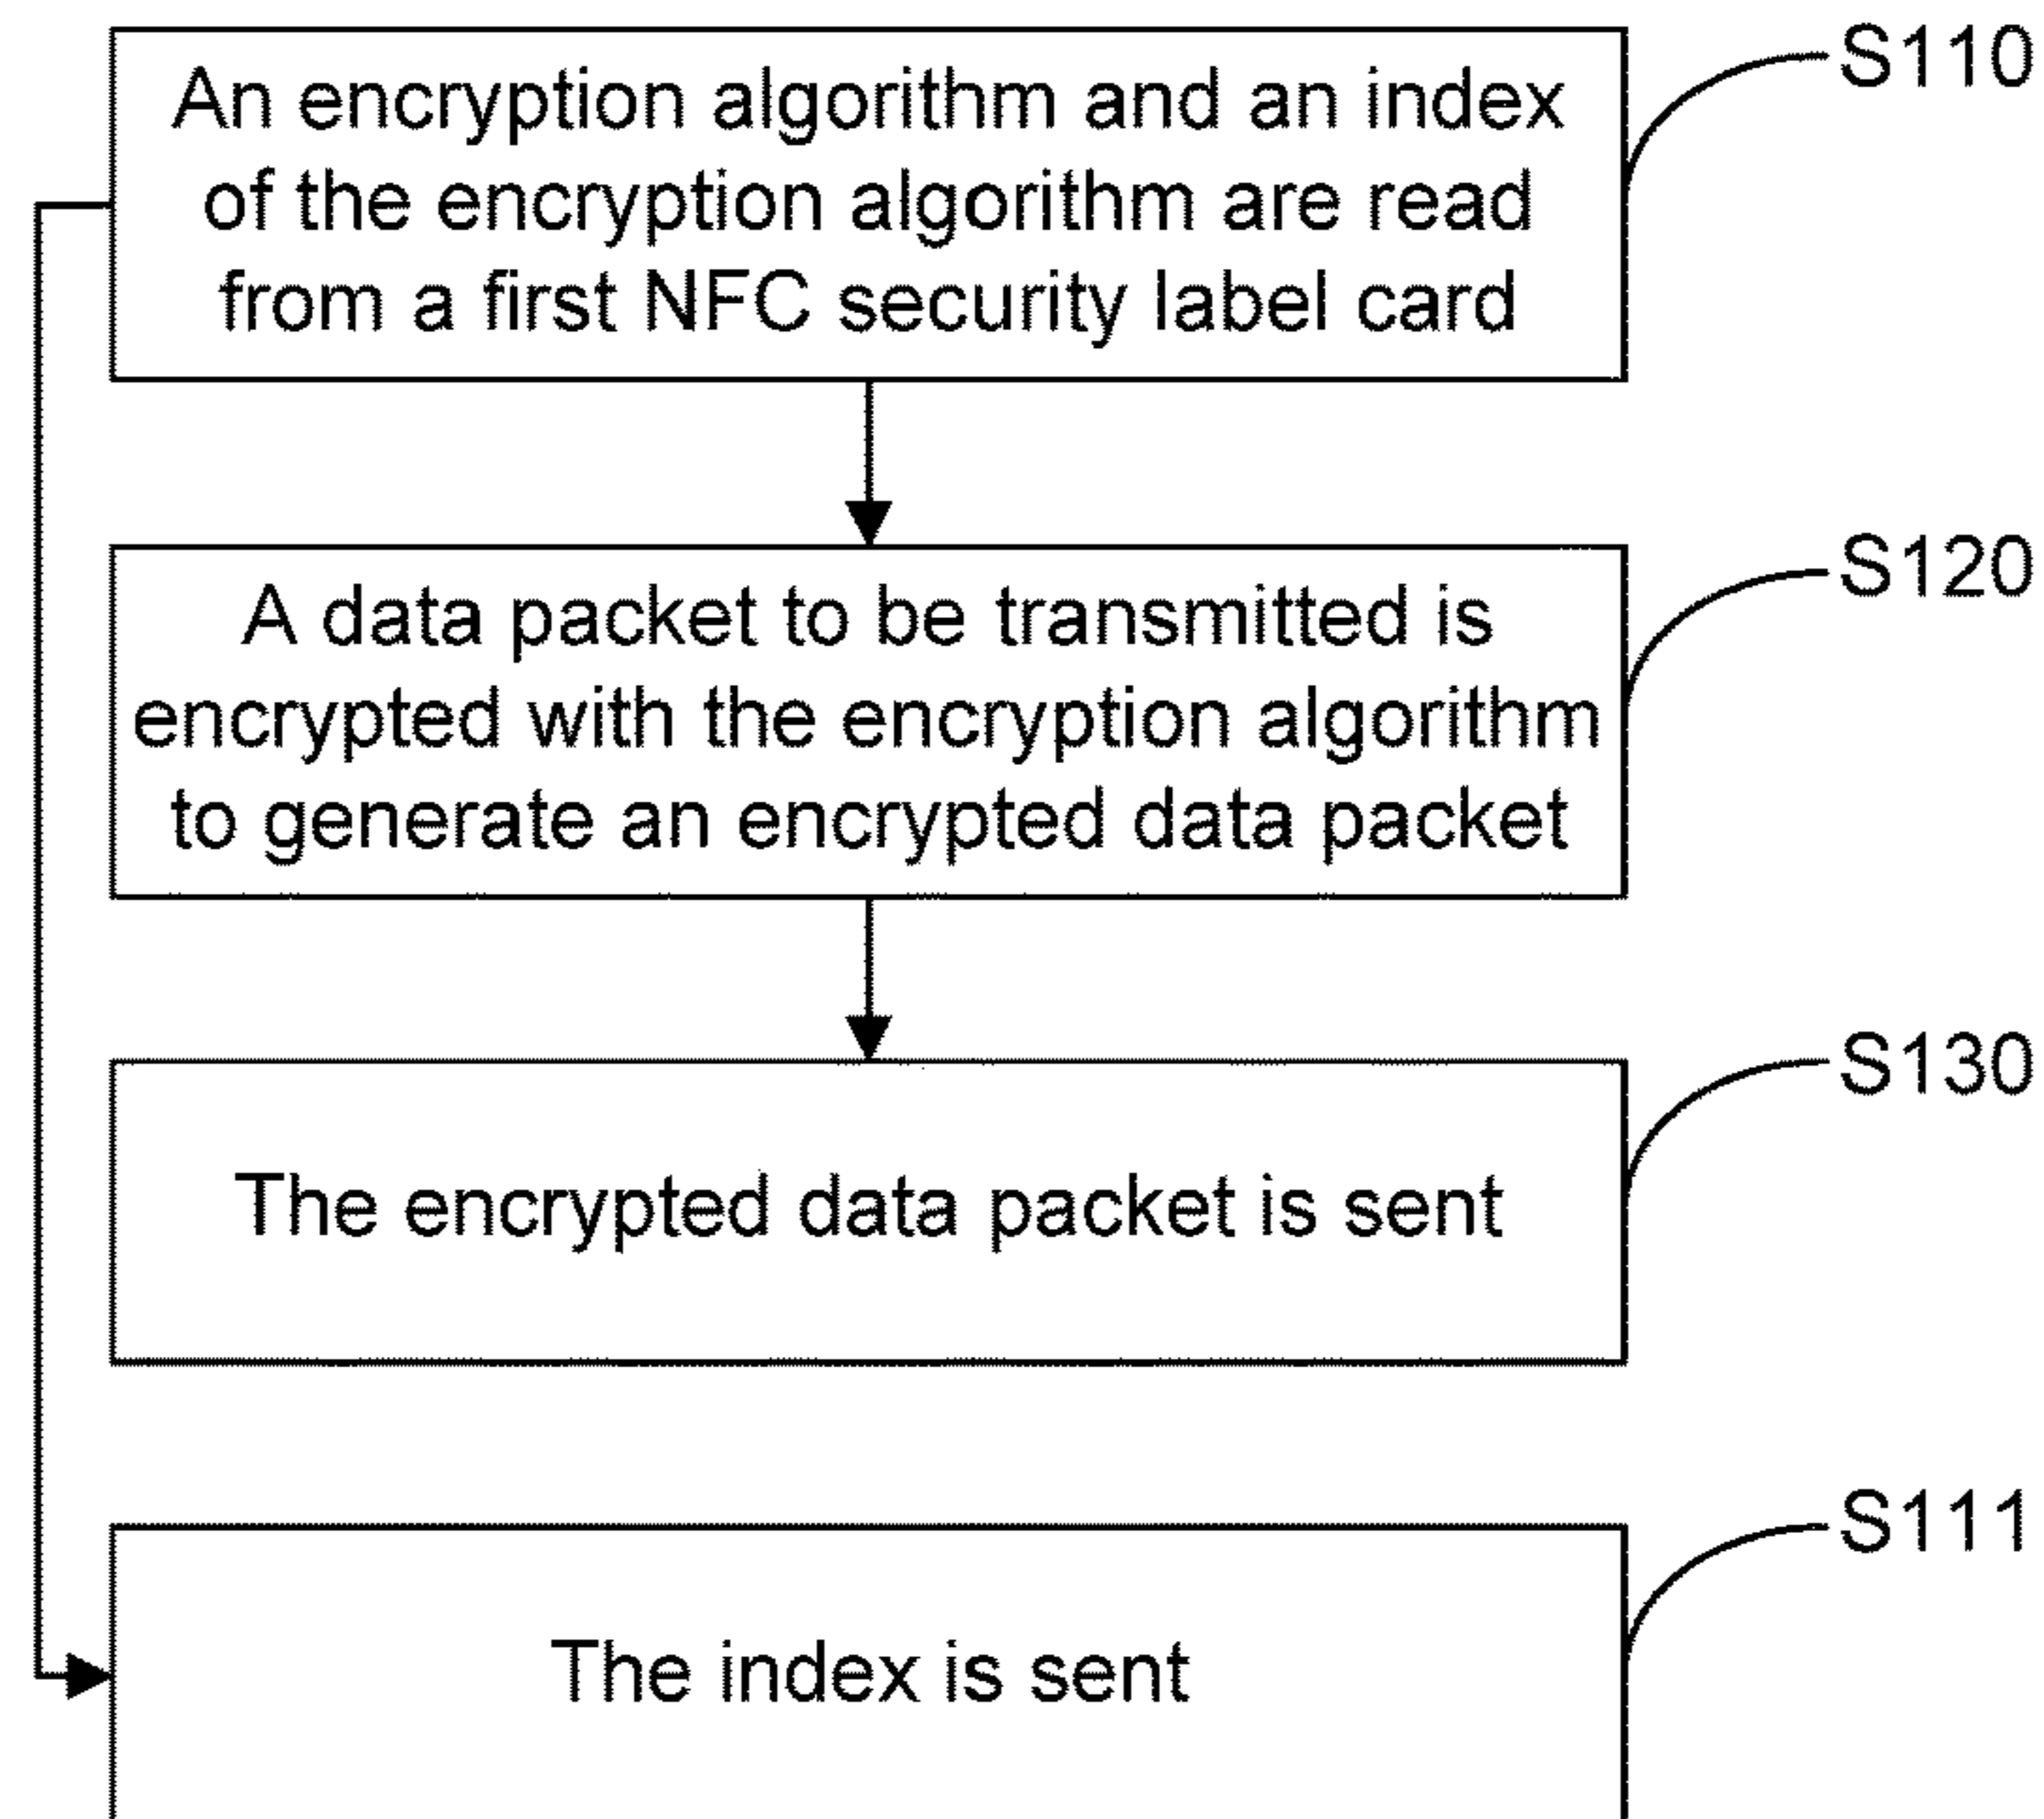 An encryption algorithm and an index
of the encryption algorithm are read
from a first NFC security label card
S110
A data packet to be transmitted is
encrypted with the encryption algorithm
to generate an encrypted data packet
S120
The encrypted data packet is sent
S130
The index is sent
S111